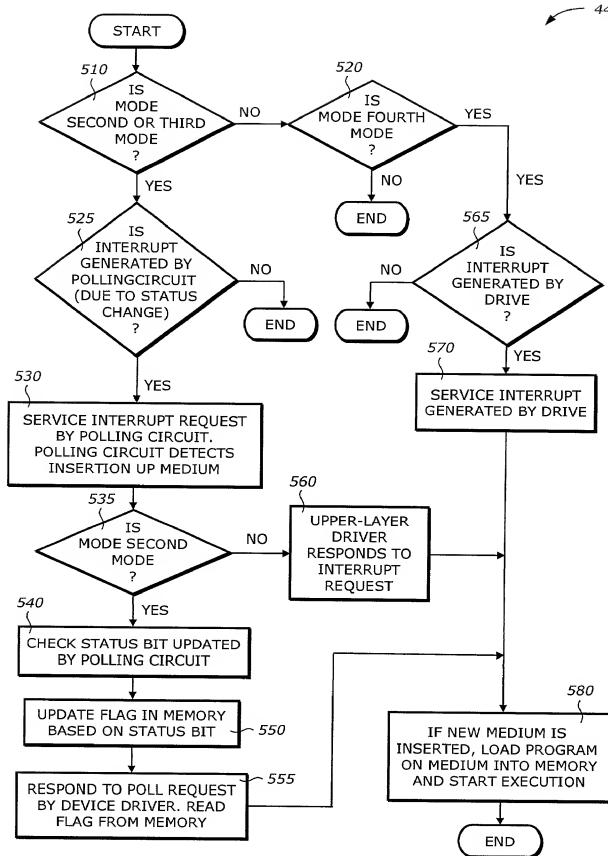 44
START
510
IS
MODE
SECOND OR THIRD
MODE
?
NO
520
IS
MODE FOURTH
MODE
?
YES
YES
NO
YES
END
525
IS
INTERRUPT
GENERATED BY
POLLINGCIRCUIT
(DUE TO STATUS
CHANGE)
?
NO
END
565
IS
INTERRUPT
GENERATED BY
DRIVE
?
NO
END
YES
YES
530
SERVICE INTERRUPT REQUEST
BY POLLING CIRCUIT.
POLLING CIRCUIT DETECTS
INSERTION UP MEDIUM
570
SERVICE INTERRUPT
GENERATED BY DRIVE
535
IS
MODE SECOND
MODE
?
NO
560
UPPER-LAYER
DRIVER
RESPONDS TO
INTERRUPT
REQUEST
YES
540
CHECK STATUS BIT UPDATED
BY POLLING CIRCUIT
UPDATE FLAG IN MEMORY
BASED ON STATUS BIT
550
555
RESPOND TO POLL REQUEST
BY DEVICE DRIVER. READ
FLAG FROM MEMORY
580
IF NEW MEDIUM IS
INSERTED, LOAD PROGRAM
ON MEDIUM INTO MEMORY
AND START EXECUTION
END